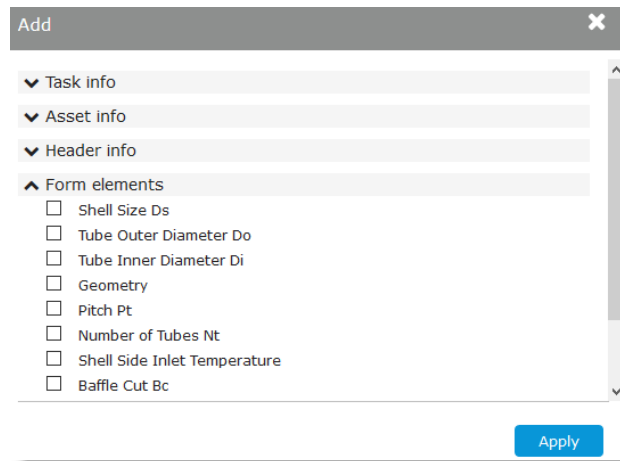 Add
Task info
Asset info
Header info
Form elements
Shell Size Ds
Tube Outer Diameter Do
Tube Inner Diameter Di
Geometry
Pitch Pt
Number of Tubes Nt
Shell Side Inlet Temperature
Baffle Cut Bc
Apply